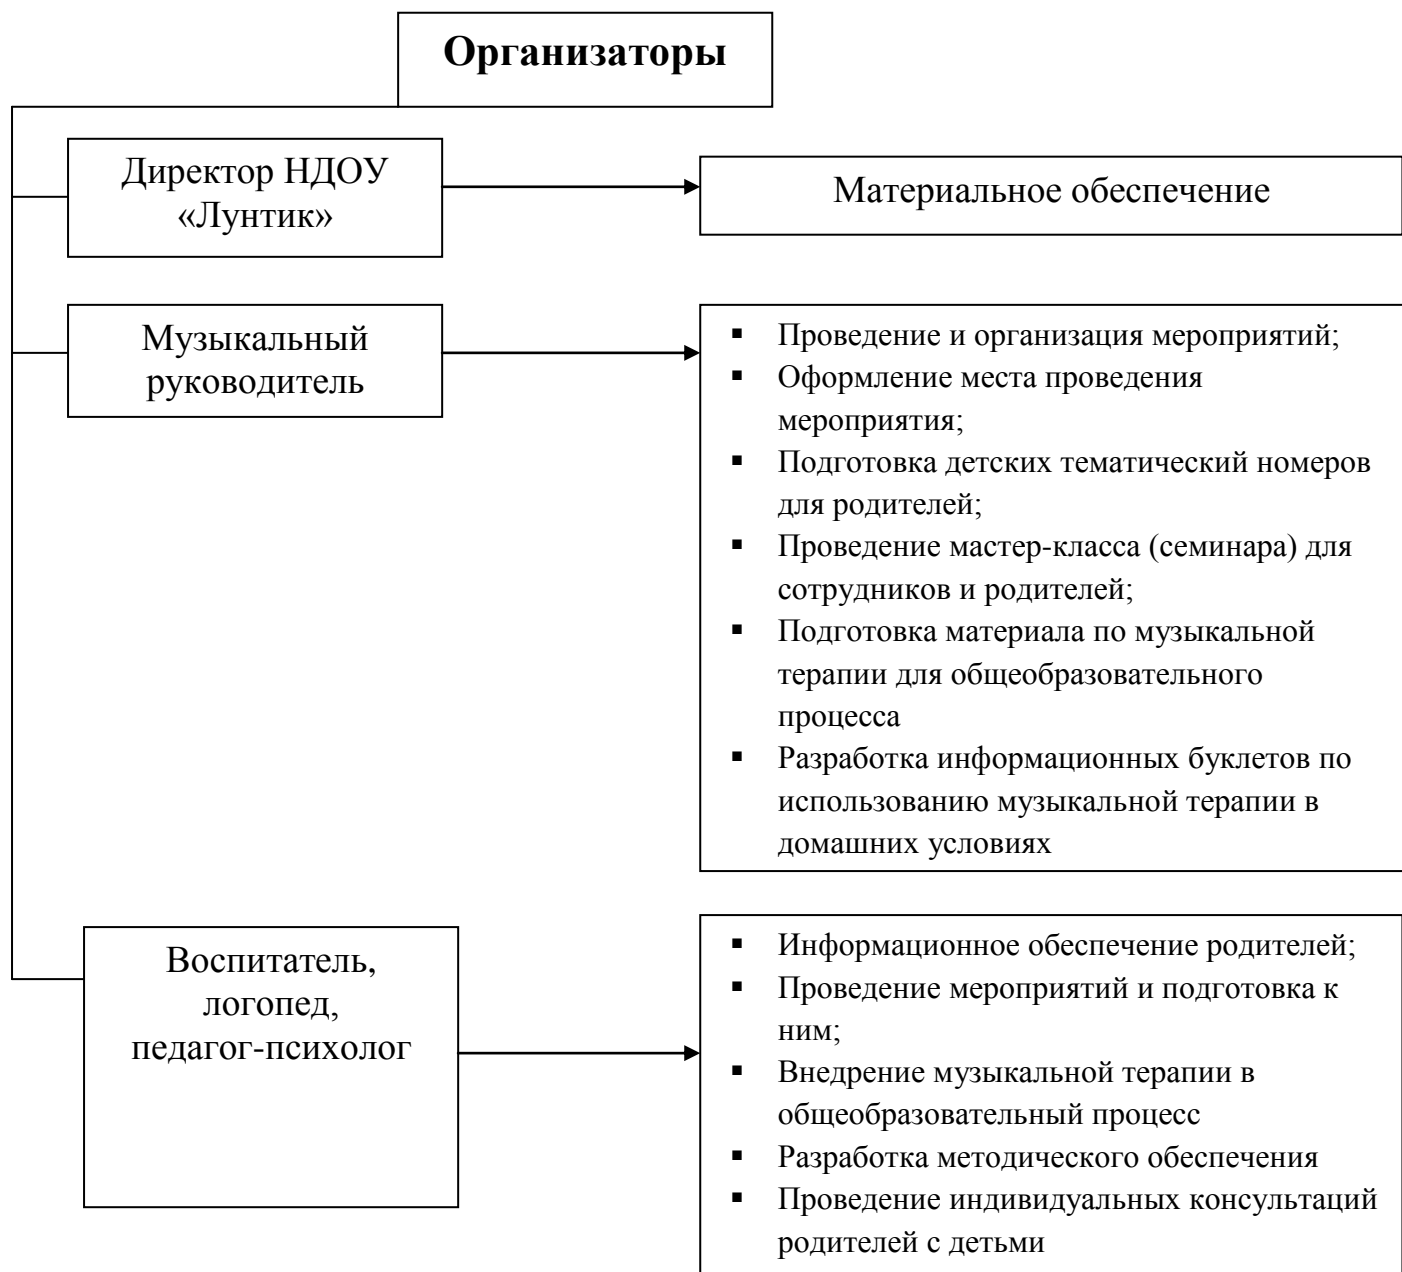 Организаторы
Директор НДОУ
«Лунтик»
Материальное обеспечение
Музыкальный
руководитель
▪ Проведение и организация мероприятий;
▪ Оформление места проведения
мероприятия;
▪ Подготовка детских тематический номеров
для родителей;
▪ Проведение мастер-класса (семинара) для
сотрудников и родителей;
▪ Подготовка материала по музыкальной
терапии для общеобразовательного
процесса
▪ Разработка информационных буклетов по
использованию музыкальной терапии в
домашних условиях
Воспитатель,
логопед,
педагог-психолог
▪ Информационное обеспечение родителей;
▪ Проведение мероприятий и подготовка к
ним;
▪ Внедрение музыкальной терапии в
общеобразовательный процесс
▪ Разработка методического обеспечения
▪ Проведение индивидуальных консультаций
родителей с детьми